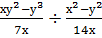 (xy² − y³)/(7x) ÷ (x² − y²)/(14x)